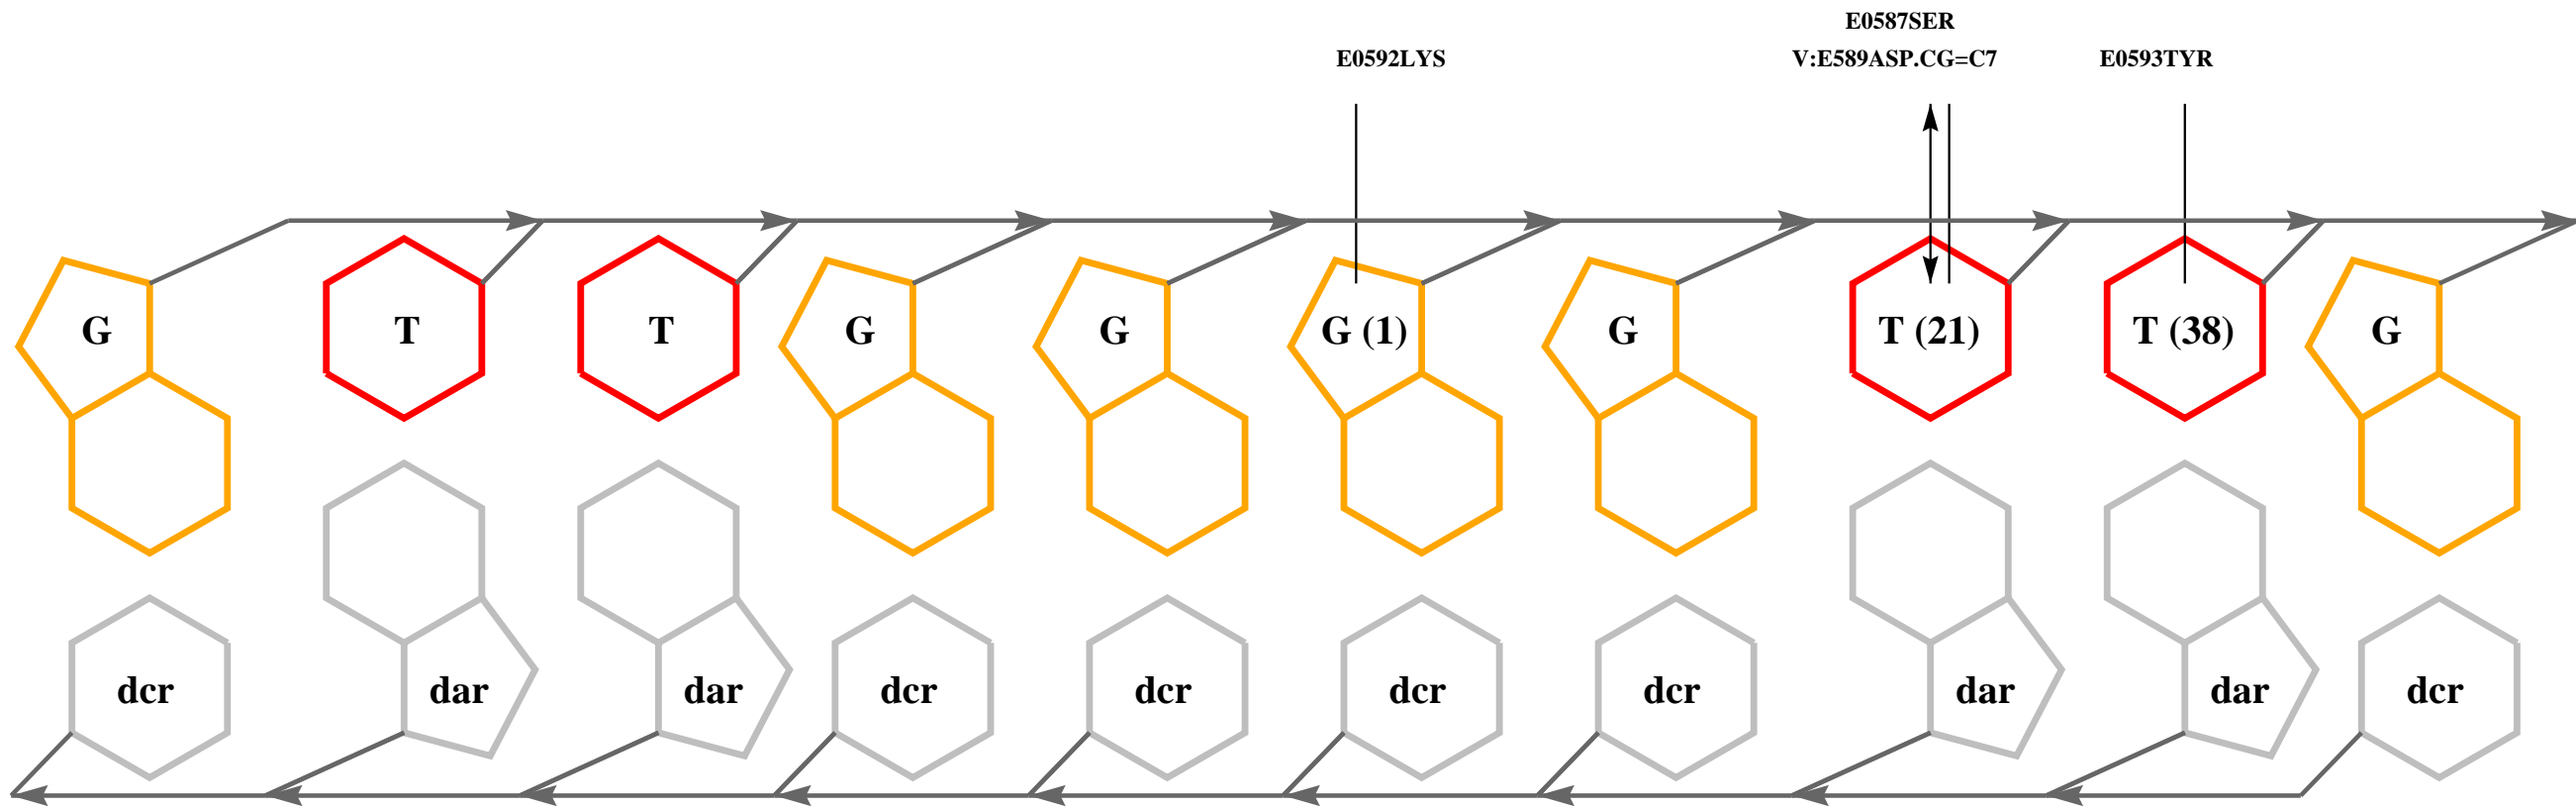 E0587SER
E0592LYS V:E589ASP.CG=C7 E0593TYR
G T T G G G (1) G T (21) T (38) G
dcr dar dar dcr dcr dcr dcr dar dar dcr